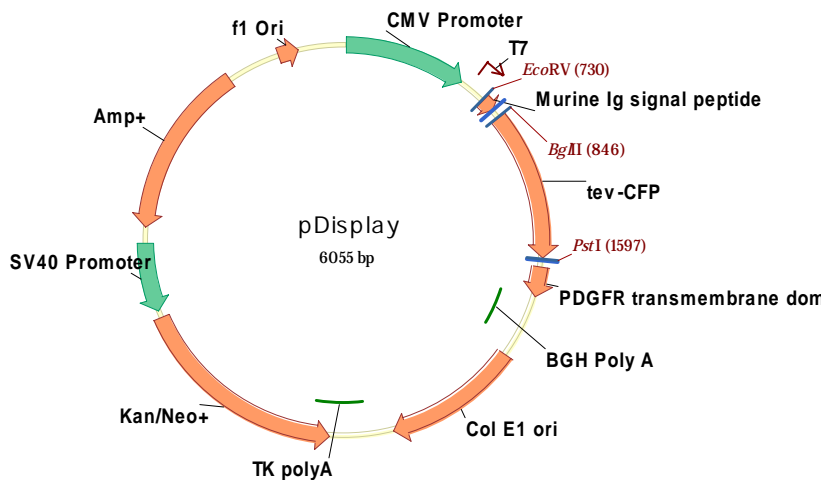 f1 Ori
CMV Promoter
T7
EcoRV (730)
Murine Ig signal peptide
Amp+
BglII (846)
tev-CFP
pDisplay
6055 bp
PstI (1597)
SV40 Promoter
PDGFR transmembrane dom
BGH Poly A
Kan/Neo+
Col E1 ori
TK polyA